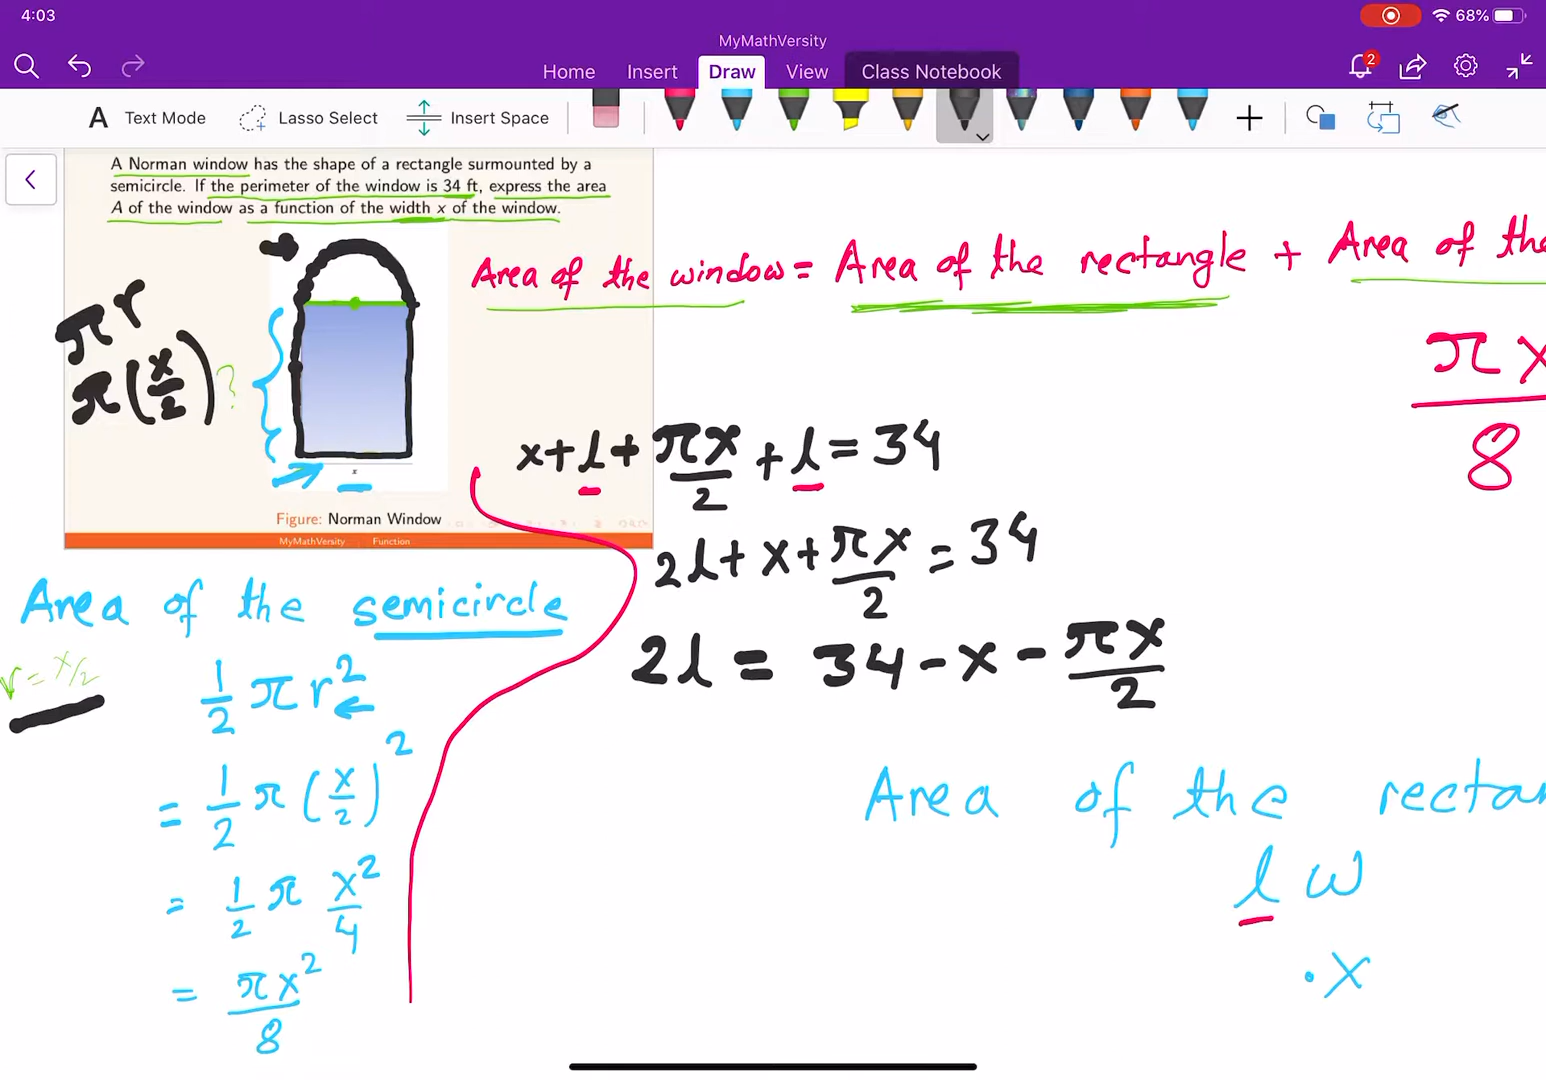 4:03
68%
MyMathVersity
Home Insert Draw View Class Notebook
2
A Text Mode Lasso Select Insert Space
A Norman window has the shape of a rectangle surmounted by a
semicircle. If the perimeter of the window is 34 ft, express the area
A of the window as a function of the width x of the window.
Area of the window = Area of the rectangle + Area of the
πr
π(x/2) ?
πx
8
x
Figure: Norman Window
MyMathVersity Function
x + l + πx/2 + l = 34
2l + x + πx/2 = 34
2l = 34 - x - πx/2
Area of the semicircle
r = x/2
1/2 πr²
= 1/2 π (x/2)²
= 1/2 π x²/4
= πx²/8
Area of the rectan
l w
· x